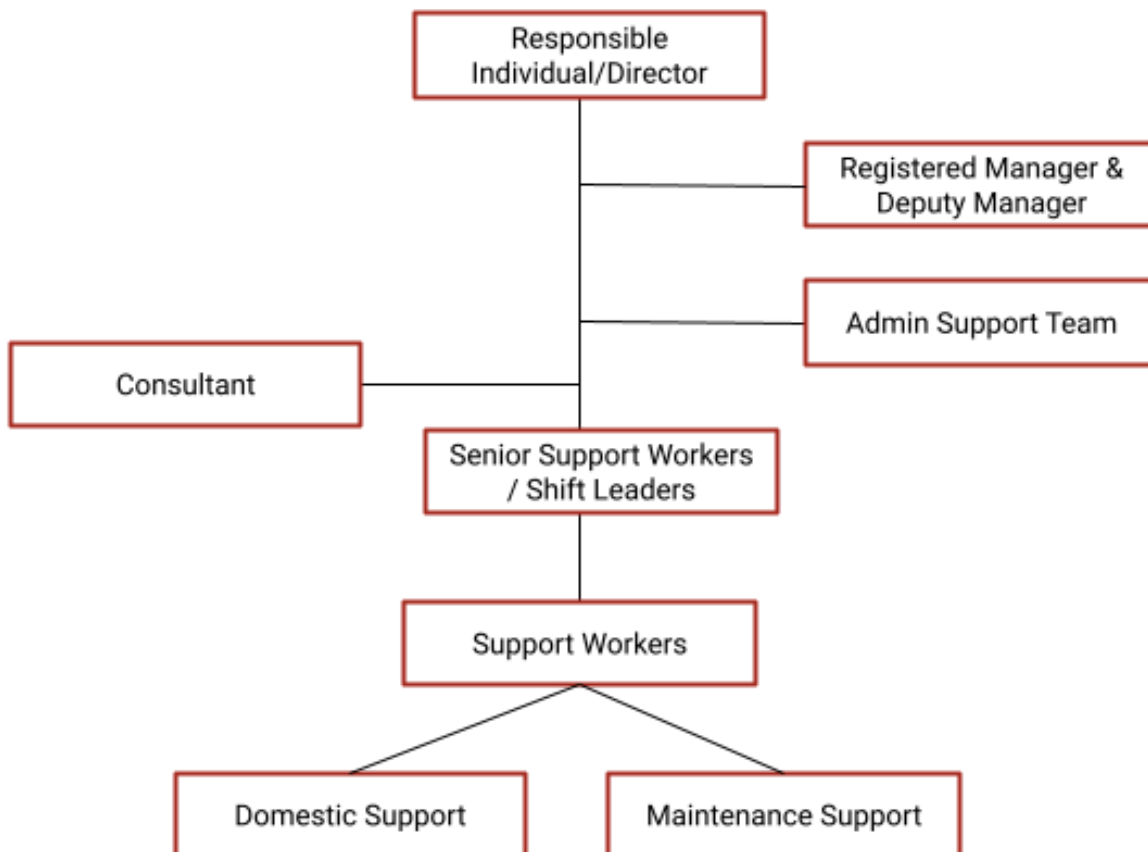 Responsible
Individual/Director
Registered Manager &
Deputy Manager
Admin Support Team
Consultant
Senior Support Workers
/ Shift Leaders
Support Workers
Domestic Support
Maintenance Support